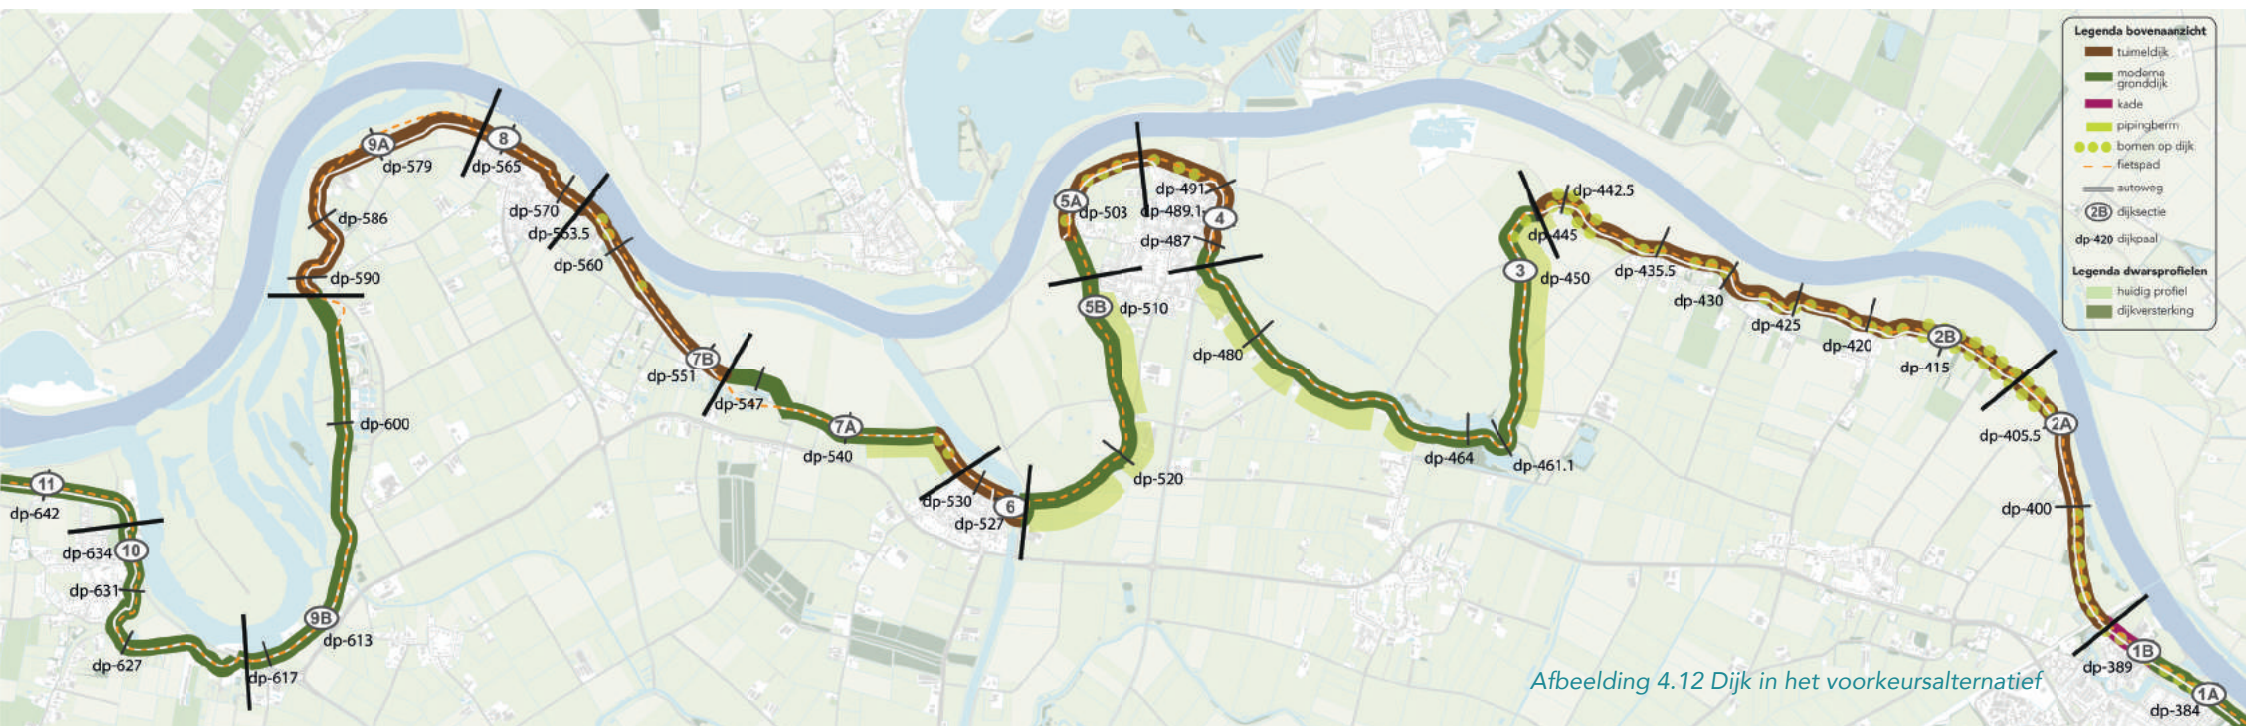 Legenda bovenaanzicht
tuimeldijk
moderne
gronddijk
kade
pipingberm
bomen op dijk
fietspad
autoweg
2B dijksectie
dp-420 dijkpaal
Legenda dwarsprofielen
huidig profiel
dijkversterking
11
dp-642
dp-634
10
dp-631
dp-627
dp-617
9B
dp-613
dp-600
dp-590
dp-586
9A
dp-579
8
dp-565
dp-570
dp-563.5
dp-560
7B
dp-551
dp-547
7A
dp-540
dp-530
dp-527
6
dp-520
5B
dp-510
5A
dp-503
dp-491
dp-489.1
4
dp-487
dp-480
dp-464
dp-461.1
3
dp-450
dp-445
dp-442.5
dp-435.5
dp-430
dp-425
dp-420
2B
dp-415
2A
dp-405.5
dp-400
dp-389
1B
1A
dp-384
Afbeelding 4.12 Dijk in het voorkeursalternatief